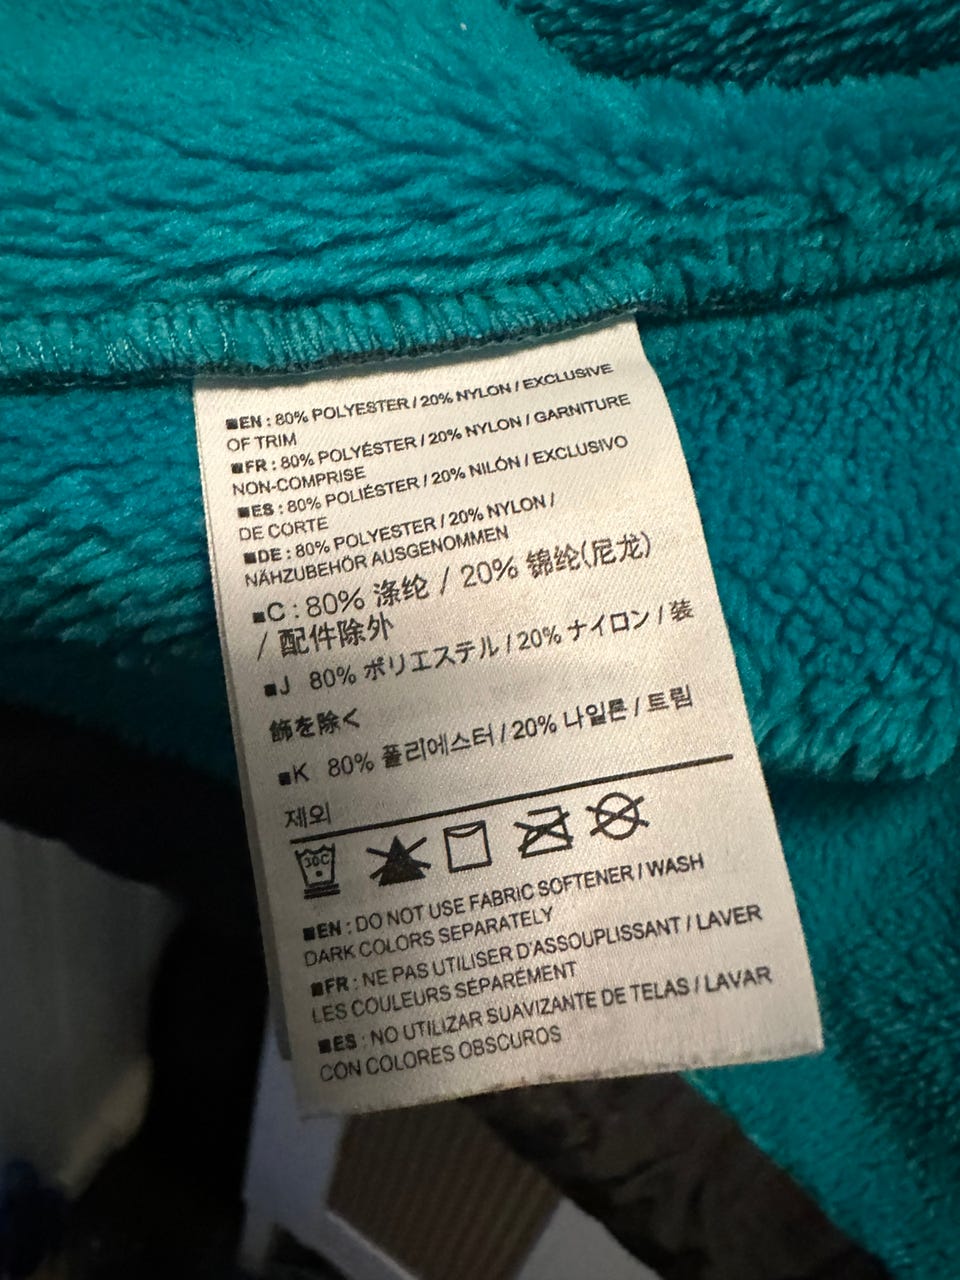 ■EN : 80% POLYESTER / 20% NYLON / EXCLUSIVE
OF TRIM
■FR : 80% POLYÉSTER / 20% NYLON / GARNITURE
NON-COMPRISE
■ES : 80% POLIÉSTER / 20% NILÓN / EXCLUSIVO
DE CORTE
■DE : 80% POLYESTER / 20% NYLON /
NÄHZUBEHÖR AUSGENOMMEN
■C : 80% 涤纶 / 20% 锦纶(尼龙)
/ 配件除外
■J 80% ポリエステル / 20% ナイロン / 装
飾を除く
■K 80% 폴리에스터 / 20% 나일론 / 트림
제외
30C
■EN : DO NOT USE FABRIC SOFTENER / WASH
DARK COLORS SEPARATELY
■FR : NE PAS UTILISER D'ASSOUPLISSANT / LAVER
LES COULEURS SÉPARÉMENT
■ES : NO UTILIZAR SUAVIZANTE DE TELAS / LAVAR
CON COLORES OBSCUROS